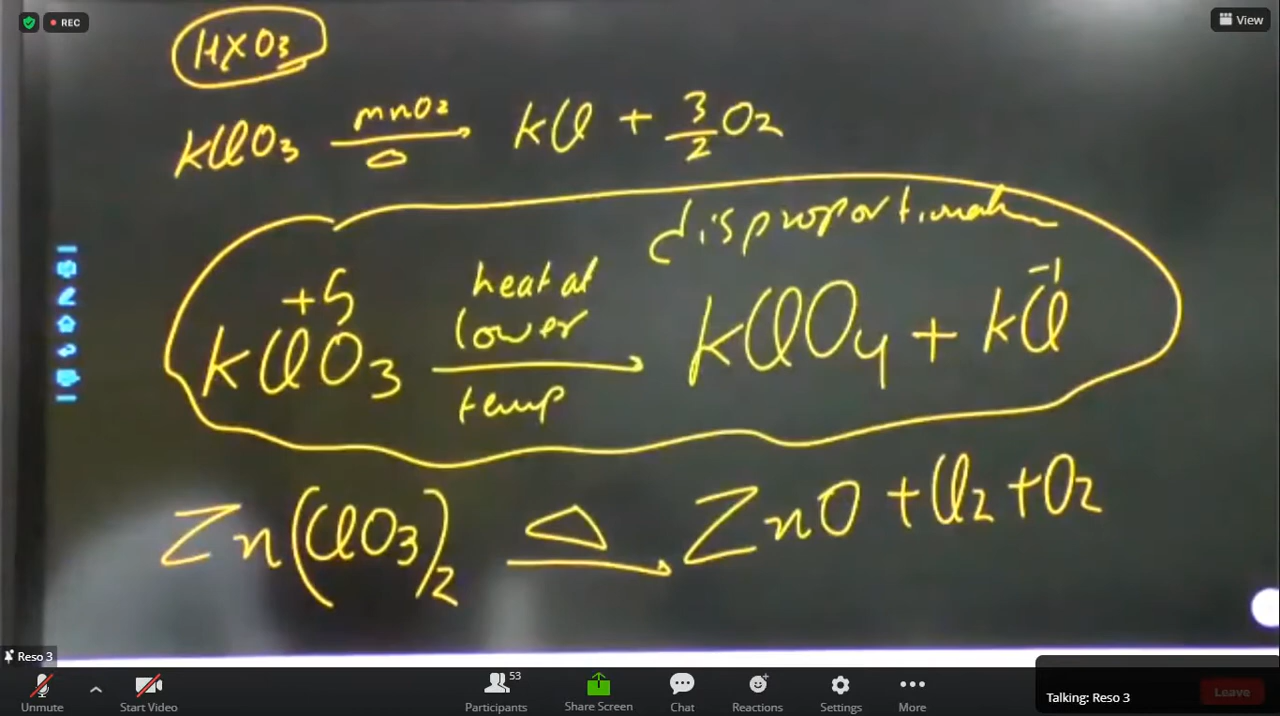 REC
View
HXO3
KClO3 MnO2 Δ → KCl + 3/2 O2
disproportionatn
+5 heat at -1
lower
KClO3 → KClO4 + KCl
temp
Zn(ClO3)2 Δ → ZnO + Cl2 + O2
Reso 3
53
Talking: Reso 3
Leave
Unmute
Start Video
Participants
Share Screen
Chat
Reactions
Settings
More